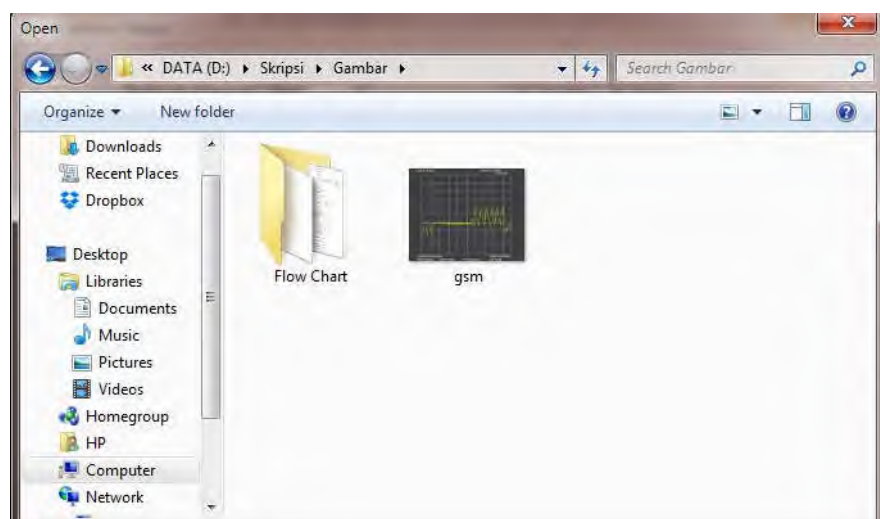 Open
« DATA (D:) ▸ Skripsi ▸ Gambar ▸
Search Gambar
Organize
New folder
Downloads
Recent Places
Dropbox
Desktop
Libraries
Documents
Music
Pictures
Videos
Homegroup
HP
Computer
Network
Flow Chart
gsm